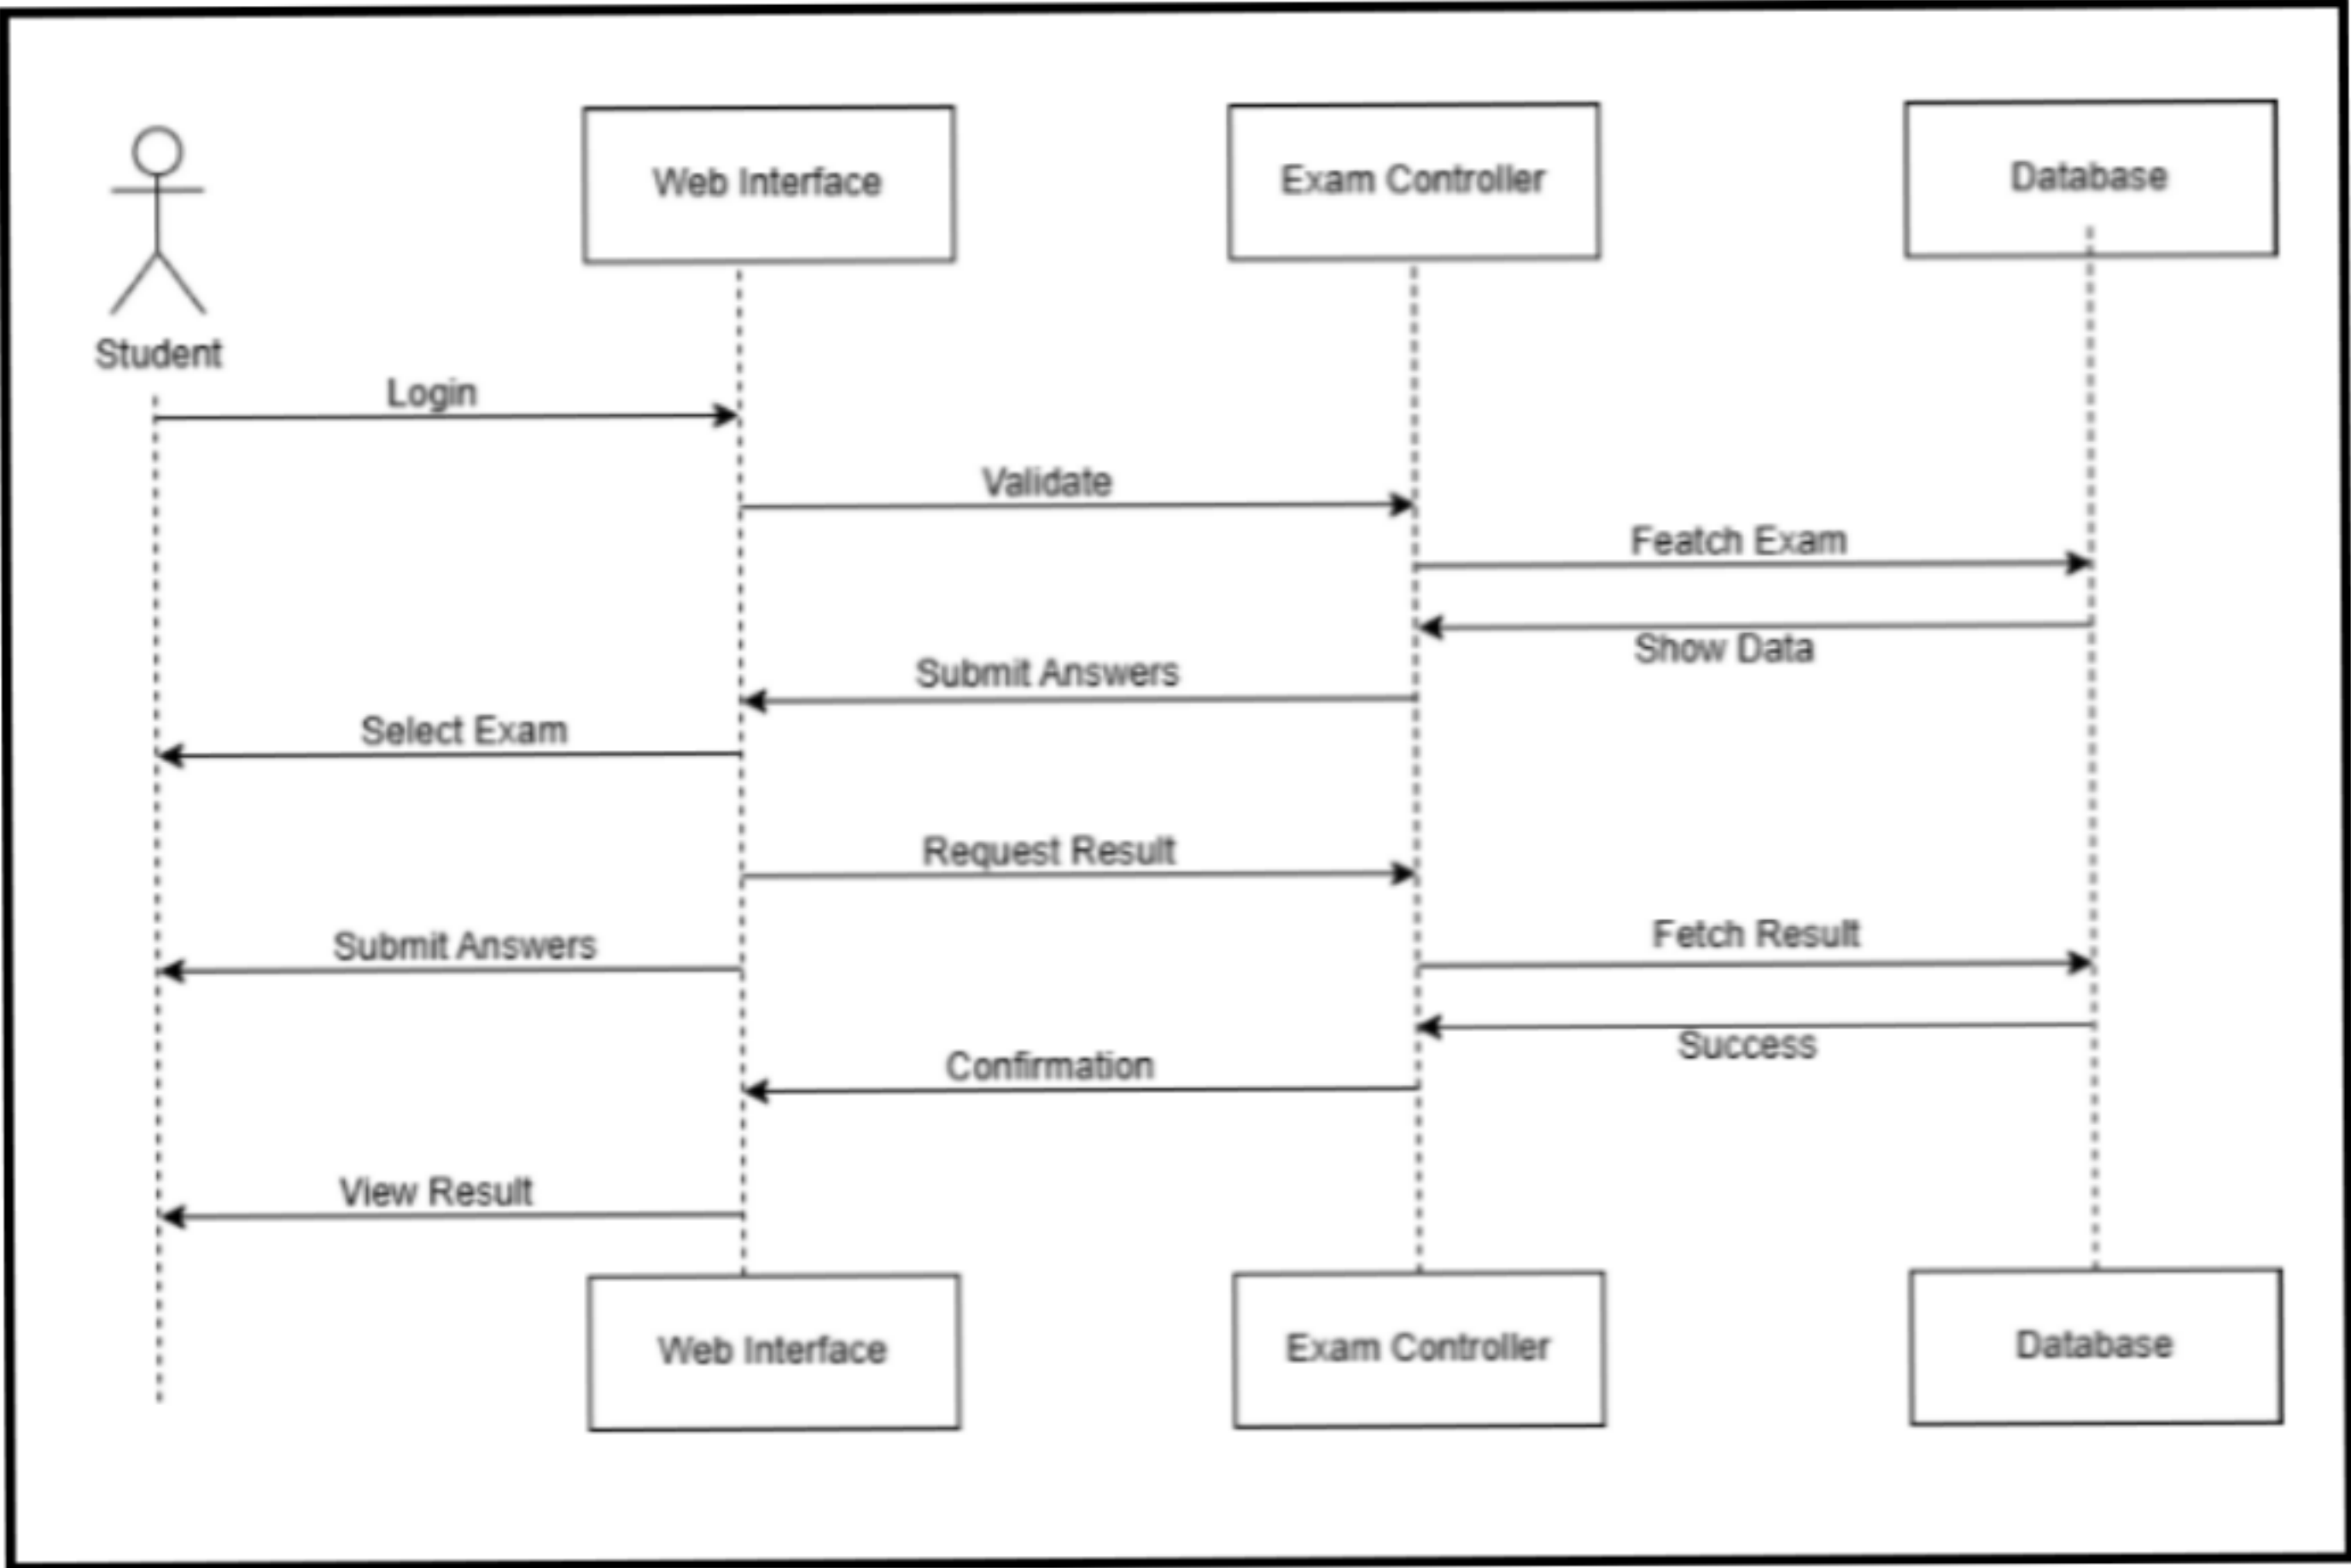 Web Interface
Exam Controller
Database
Student
Login
Validate
Featch Exam
Show Data
Submit Answers
Select Exam
Request Result
Fetch Result
Submit Answers
Success
Confirmation
View Result
Web Interface
Exam Controller
Database